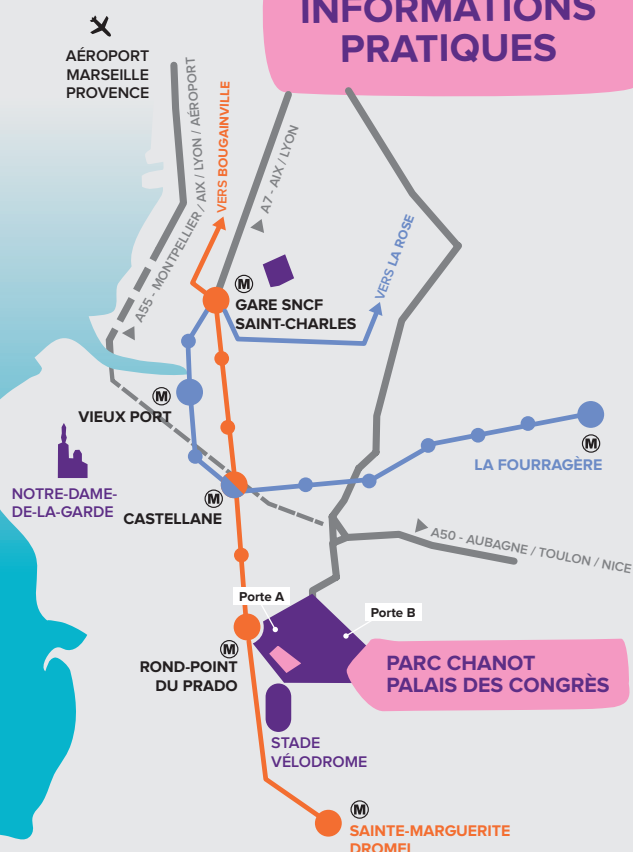 INFORMATIONS
PRATIQUES
AÉROPORT
MARSEILLE
PROVENCE
A55 - MONTPELLIER / AIX / LYON / AÉROPORT
VERS BOUGAINVILLE
A7 - AIX / LYON
VERS LA ROSE
M
GARE SNCF
SAINT-CHARLES
M
VIEUX PORT
M
LA FOURRAGÈRE
NOTRE-DAME-
DE-LA-GARDE
M
CASTELLANE
A50 - AUBAGNE / TOULON / NICE
Porte A
Porte B
M
ROND-POINT
DU PRADO
PARC CHANOT
PALAIS DES CONGRÈS
STADE
VÉLODROME
M
SAINTE-MARGUERITE
DROMEL